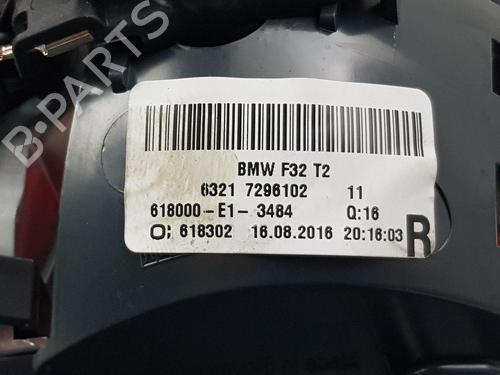 B-PARTS
BMW F32 T2
6321 7296102 11
618000-E1-3484 Q:16
O; 618302 16.08.2016 20:16:03 R